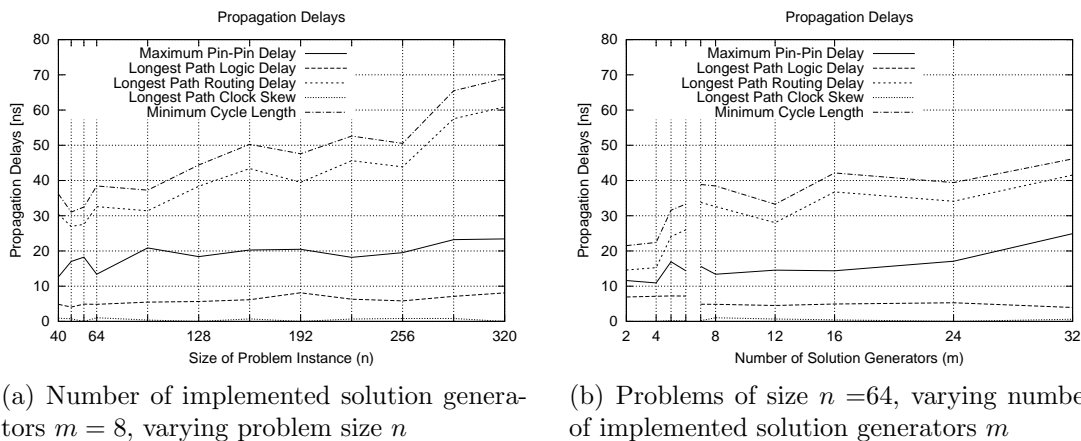 Propagation Delays
80
70
60
50
40
30
20
10
0
Propagation Delays [ns]
Maximum Pin-Pin Delay
Longest Path Logic Delay
Longest Path Routing Delay
Longest Path Clock Skew
Minimum Cycle Length
40 64 128 192 256 320
Size of Problem Instance (n)
(a) Number of implemented solution genera-
tors m = 8, varying problem size n
Propagation Delays
80
70
60
50
40
30
20
10
0
Propagation Delays [ns]
Maximum Pin-Pin Delay
Longest Path Logic Delay
Longest Path Routing Delay
Longest Path Clock Skew
Minimum Cycle Length
2 4 6 8 12 16 24 32
Number of Solution Generators (m)
(b) Problems of size n =64, varying numbe
of implemented solution generators m